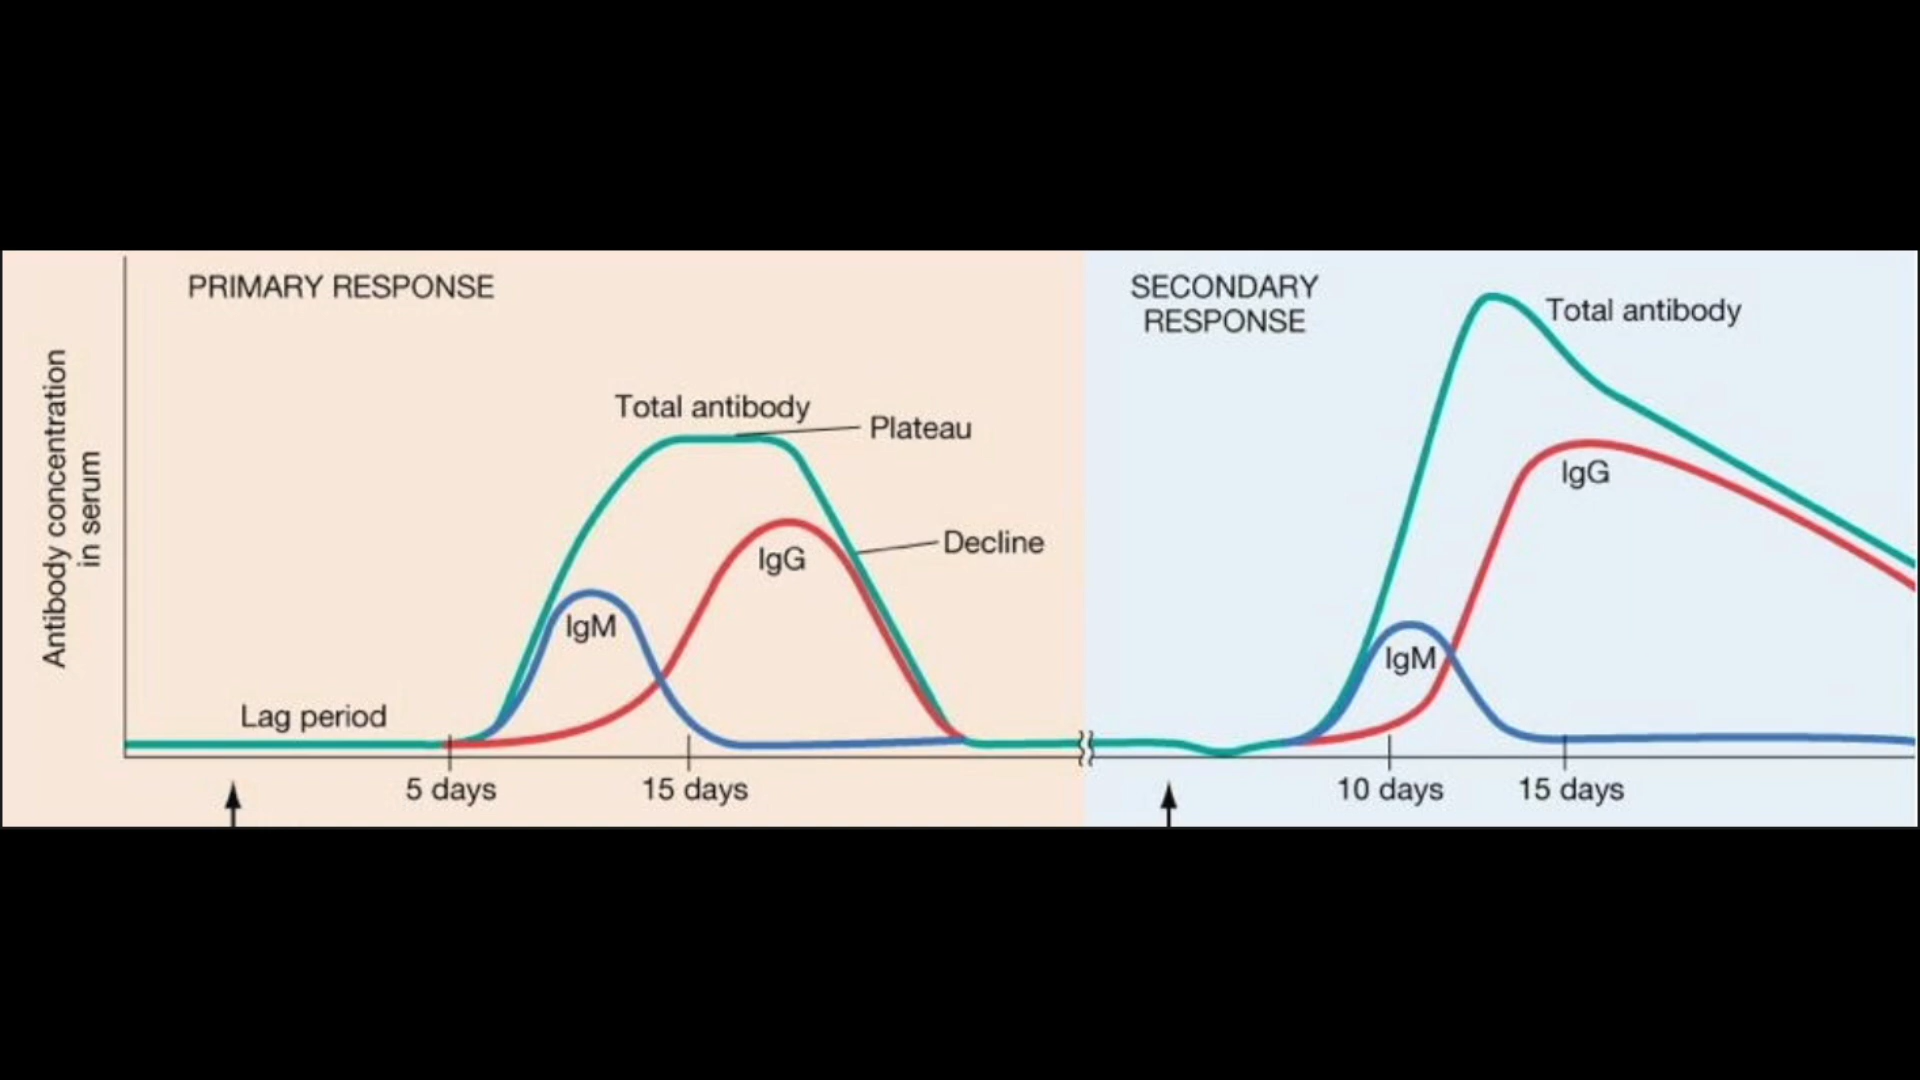 PRIMARY RESPONSE
Antibody concentration
in serum
Total antibody
Plateau
IgG
Decline
IgM
Lag period
5 days
15 days
SECONDARY
RESPONSE
Total antibody
IgG
IgM
10 days
15 days